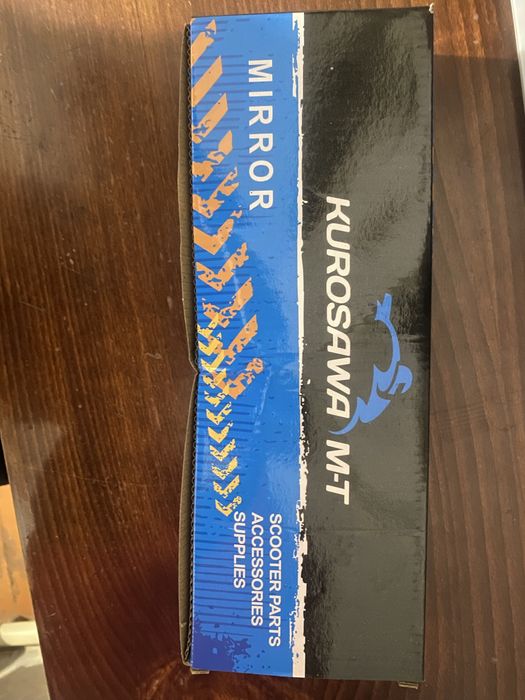 KUROSAWA M-T
MIRROR
SCOOTER PARTS
ACCESSORIES
SUPPLIES